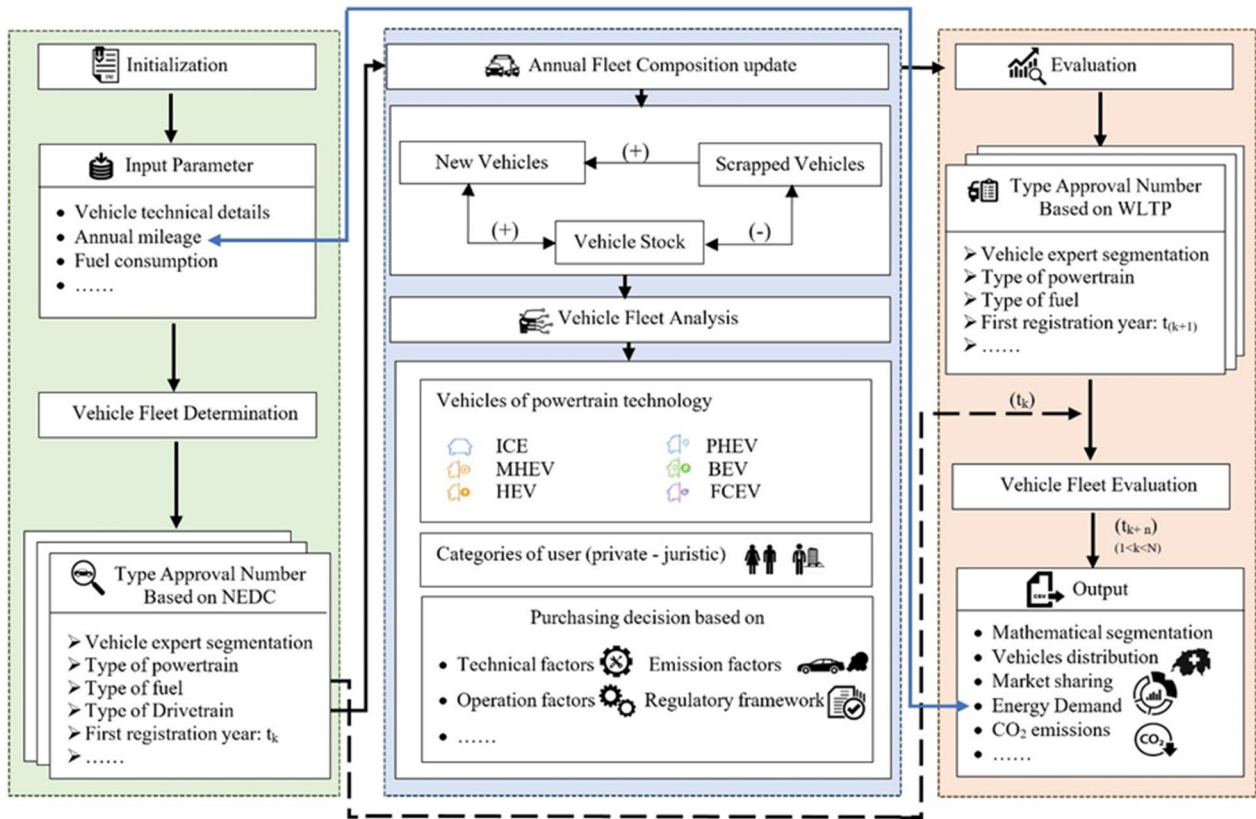 Initialization
Input Parameter
• Vehicle technical details
• Annual mileage
• Fuel consumption
• ……
Vehicle Fleet Determination
Type Approval Number
Based on NEDC
➢ Vehicle expert segmentation
➢ Type of powertrain
➢ Type of fuel
➢ Type of Drivetrain
➢ First registration year: tk
➢ ……
Annual Fleet Composition update
New Vehicles
(+)
Scrapped Vehicles
(+)
Vehicle Stock
(-)
Vehicle Fleet Analysis
Vehicles of powertrain technology
ICE
PHEV
MHEV
BEV
HEV
FCEV
Categories of user (private - juristic)
Purchasing decision based on
• Technical factors
Emission factors
• Operation factors
Regulatory framework
• ……
Evaluation
Type Approval Number
Based on WLTP
➢ Vehicle expert segmentation
➢ Type of powertrain
➢ Type of fuel
➢ First registration year: t(k+1)
➢ ……
(tk)
Vehicle Fleet Evaluation
(tk+ n)
(1<k<N)
CSV
Output
• Mathematical segmentation
• Vehicles distribution
• Market sharing
• Energy Demand
• CO2 emissions
CO2
• ……